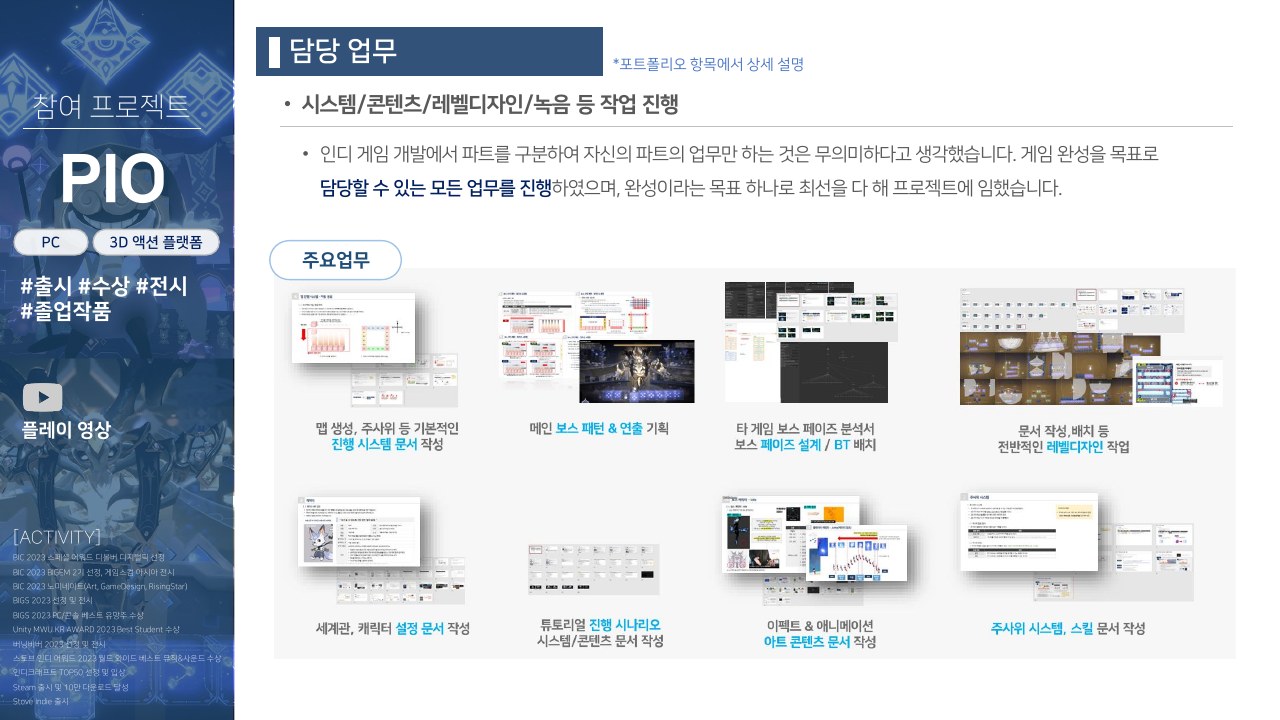 참여 프로젝트
PIO
PC
3D 액션 플랫폼
#출시 #수상 #전시
#졸업작품
플레이 영상
[ACTIVITY]
BIC 2023 스페셜 어워드 디볼버 디지털픽 선정
BIC 2023 BIGEM 2기 선정, 게임스컴 아시아 전시
BIC 2023 노미네이트(Art, GameDesign, RisingStar)
BIGS 2023 선정 및 전시
BIGS 2023 PC/콘솔 베스트 유망주 수상
Unity MWU KR AWARD 2023 Best Student 수상
버닝비버 2023 선정 및 전시
스토브 인디 어워드 2023 월드 와이드 베스트 뮤직&사운드 수상
인디크래프트 TOP50 선정 및 입상
Steam 출시 및 10만 다운로드 달성
Stove Indie 출시
담당 업무
*포트폴리오 항목에서 상세 설명
• 시스템/콘텐츠/레벨디자인/녹음 등 작업 진행
• 인디 게임 개발에서 파트를 구분하여 자신의 파트의 업무만 하는 것은 무의미하다고 생각했습니다. 게임 완성을 목표로
담당할 수 있는 모든 업무를 진행하였으며, 완성이라는 목표 하나로 최선을 다 해 프로젝트에 임했습니다.
주요업무
맵 생성, 주사위 등 기본적인
진행 시스템 문서 작성
메인 보스 패턴 & 연출 기획
타 게임 보스 페이즈 분석서
보스 페이즈 설계 / BT 배치
문서 작성,배치 등
전반적인 레벨디자인 작업
세계관, 캐릭터 설정 문서 작성
튜토리얼 진행 시나리오
시스템/콘텐츠 문서 작성
이펙트 & 애니메이션
아트 콘텐츠 문서 작성
주사위 시스템
주사위 시스템, 스킬 문서 작성